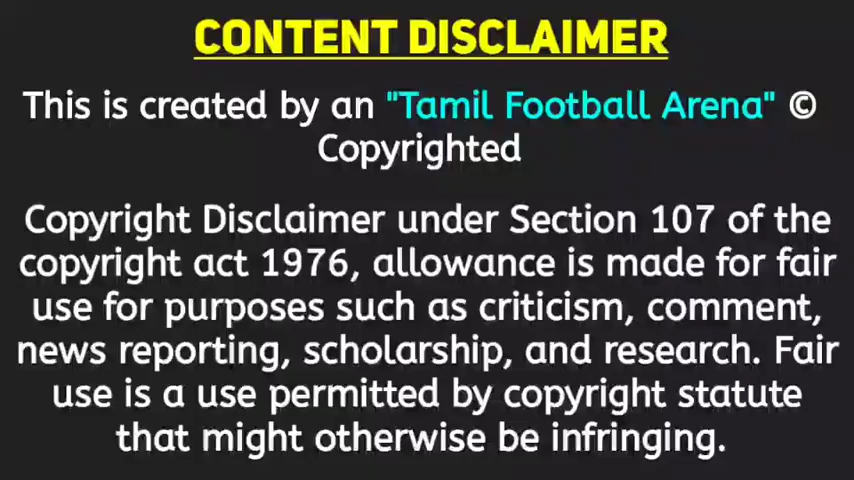 CONTENT DISCLAIMER
This is created by an "Tamil Football Arena" ©
Copyrighted
Copyright Disclaimer under Section 107 of the
copyright act 1976, allowance is made for fair
use for purposes such as criticism, comment,
news reporting, scholarship, and research. Fair
use is a use permitted by copyright statute
that might otherwise be infringing.